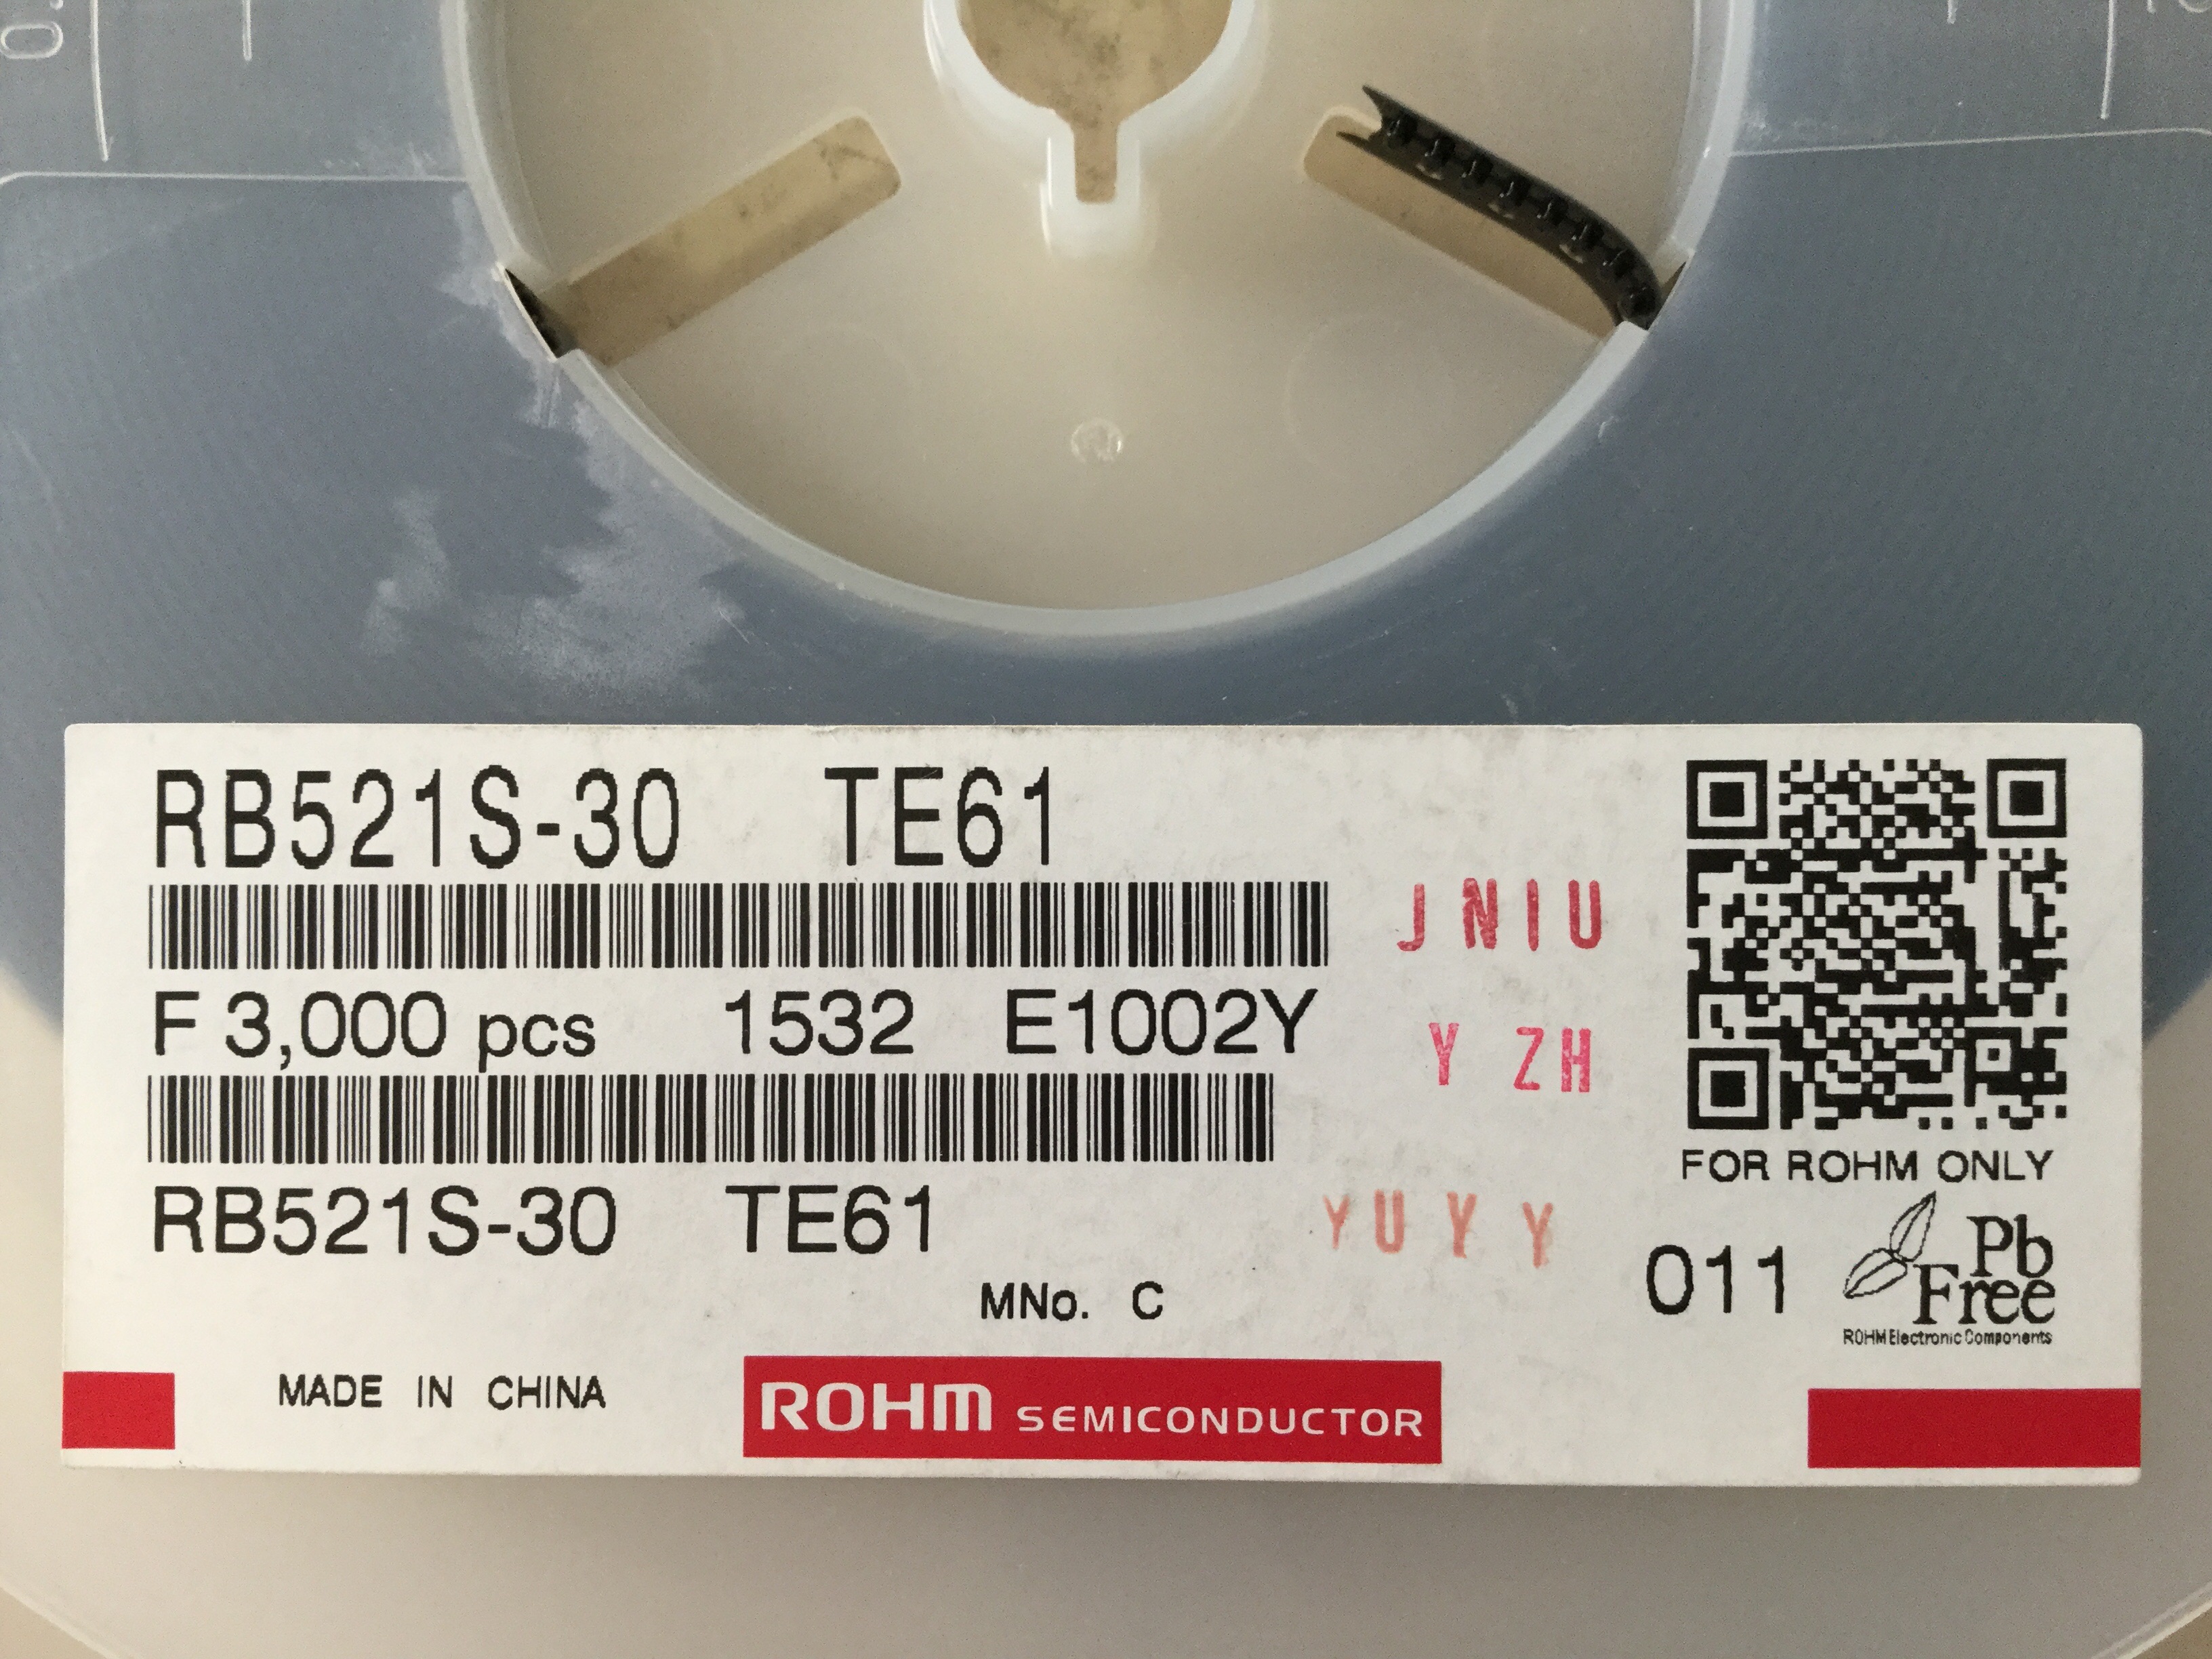 RB521S-30 TE61
JNIU
F 3,000 pcs 1532 E1002Y
Y ZH
FOR ROHM ONLY
RB521S-30 TE61
YUYY
011
Pb
Free
ROHM Electronic Components
MNo. C
MADE IN CHINA
ROHM SEMICONDUCTOR